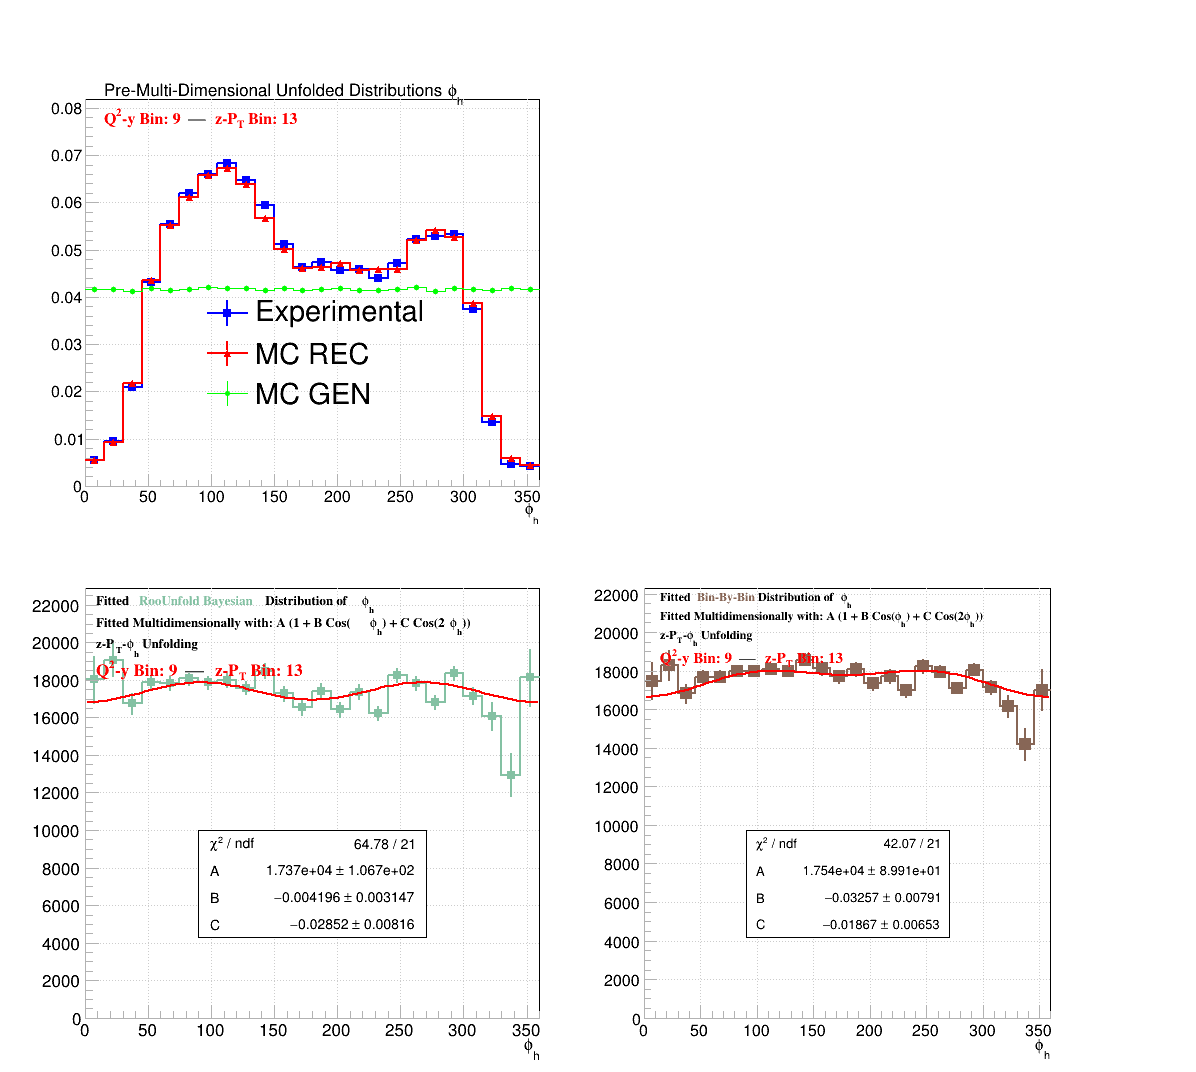 Pre-Multi-Dimensional Unfolded Distributions ϕh
Q2-y Bin: 9 — z-PT Bin: 13
0.08
0.07
0.06
0.05
0.04
0.03
0.02
0.01
0
Experimental
MC REC
MC GEN
0 50 100 150 200 250 300 350
ϕh
Fitted RooUnfold Bayesian Distribution of ϕh
Fitted Multidimensionally with: A (1 + B Cos( ϕh) + C Cos(2 ϕh))
z-PT-ϕh Unfolding
Q2-y Bin: 9 — z-PT Bin: 13
22000
20000
18000
16000
14000
12000
10000
8000
6000
4000
2000
0
χ2 / ndf 64.78 / 21
A 1.737e+04 ± 1.067e+02
B −0.004196 ± 0.003147
C −0.02852 ± 0.00816
0 50 100 150 200 250 300 350
ϕh
Fitted Bin-By-Bin Distribution of ϕh
Fitted Multidimensionally with: A (1 + B Cos(ϕh) + C Cos(2ϕh))
z-PT-ϕh Unfolding
Q2-y Bin: 9 — z-PT Bin: 13
22000
20000
18000
16000
14000
12000
10000
8000
6000
4000
2000
0
χ2 / ndf 42.07 / 21
A 1.754e+04 ± 8.991e+01
B −0.03257 ± 0.00791
C −0.01867 ± 0.00653
0 50 100 150 200 250 300 350
ϕh